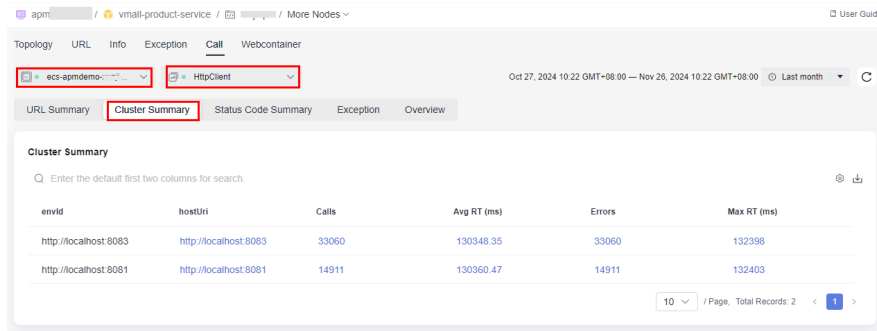 apm / vmall-product-service / / More Nodes User Guid
Topology URL Info Exception Call Webcontainer
ecs-apmdemo- HttpClient Oct 27, 2024 10:22 GMT+08:00 — Nov 26, 2024 10:22 GMT+08:00 Last month
URL Summary Cluster Summary Status Code Summary Exception Overview
Cluster Summary
Enter the default first two columns for search.
envId hostUri Calls Avg RT (ms) Errors Max RT (ms)
http://localhost:8083 http://localhost:8083 33060 130348.35 33060 132398
http://localhost:8081 http://localhost:8081 14911 130360.47 14911 132403
10 / Page, Total Records: 2 < 1 >